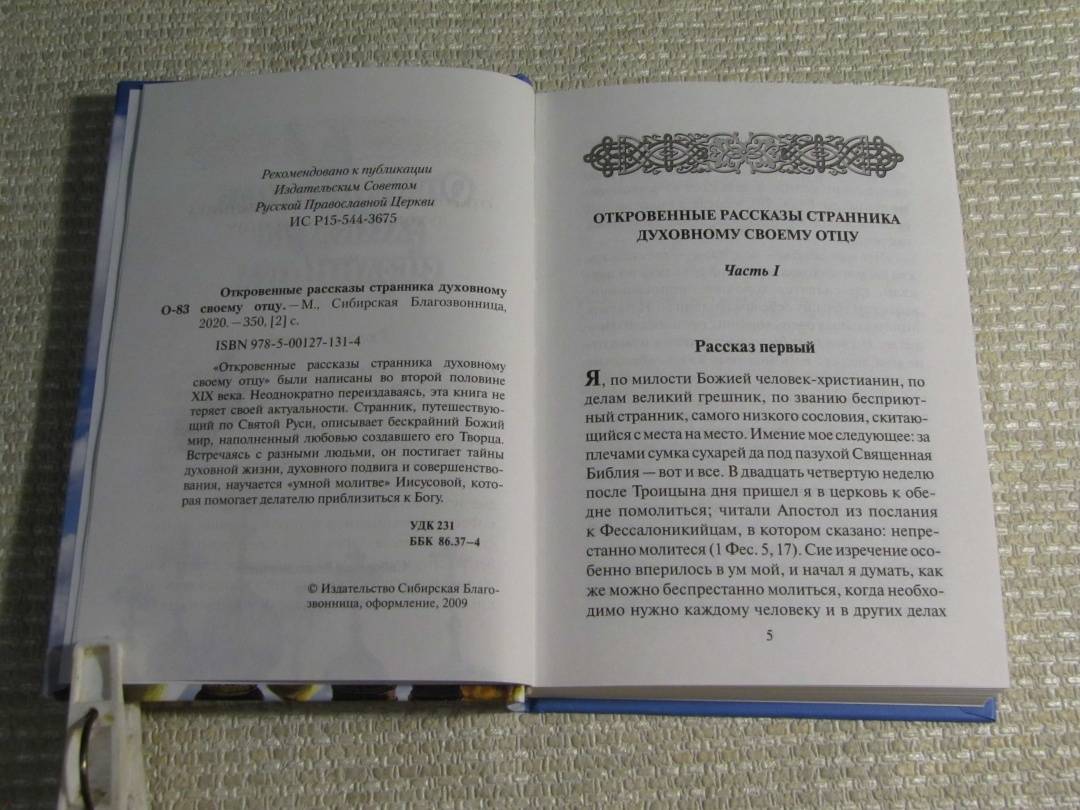 Рекомендовано к публикации
Издательским Советом
Русской Православной Церкви
ИС Р15-544-3675
Откровенные рассказы странника духовному
О-83 своему отцу. — М., Сибирская Благозвонница,
2020. — 350, [2] с.
ISBN 978-5-00127-131-4
«Откровенные рассказы странника духовному
своему отцу» были написаны во второй половине
XIX века. Неоднократно переиздаваясь, эта книга не
теряет своей актуальности. Странник, путешествую-
щий по Святой Руси, описывает бескрайний Божий
мир, наполненный любовью создавшего его Творца.
Встречаясь с разными людьми, он постигает тайны
духовной жизни, духовного подвига и совершенство-
вания, научается «умной молитве» Иисусовой, кото-
рая помогает делателю приблизиться к Богу.
УДК 231
ББК 86.37–4
© Издательство Сибирская Благо-
звонница, оформление, 2009
ОТКРОВЕННЫЕ РАССКАЗЫ СТРАННИКА
ДУХОВНОМУ СВОЕМУ ОТЦУ
Часть I
Рассказ первый
Я, по милости Божией человек-христианин, по
делам великий грешник, по званию бесприют-
ный странник, самого низкого сословия, скитаю-
щийся с места на место. Имение мое следующее: за
плечами сумка сухарей да под пазухой Священная
Библия — вот и все. В двадцать четвертую неделю
после Троицына дня пришел я в церковь к обе-
дне помолиться; читали Апостол из послания
к Фессалоникийцам, в котором сказано: непре-
станно молитеся (1 Фес. 5, 17). Сие изречение осо-
бенно вперилось в ум мой, и начал я думать, как
же можно беспрестанно молиться, когда необхо-
димо нужно каждому человеку и в других делах
5